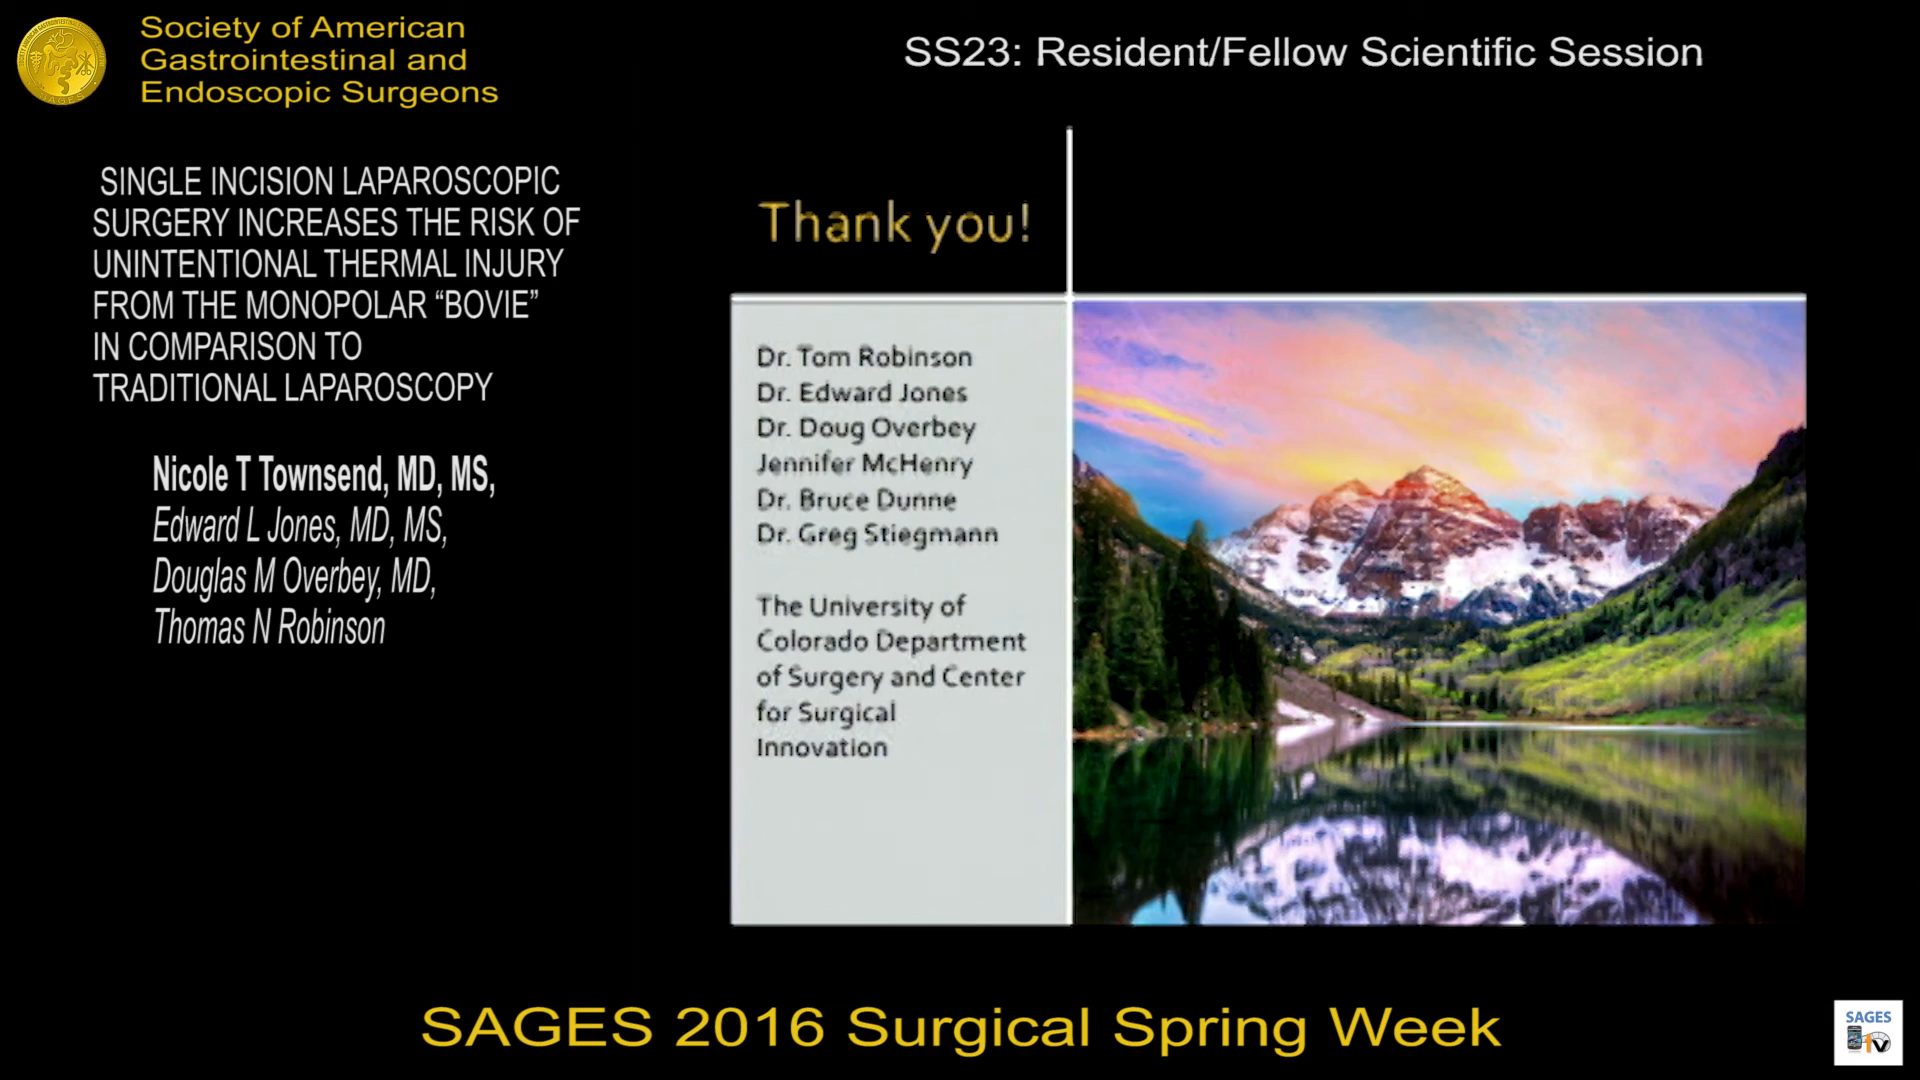 Society of American
Gastrointestinal and
Endoscopic Surgeons
SS23: Resident/Fellow Scientific Session
SINGLE INCISION LAPAROSCOPIC
SURGERY INCREASES THE RISK OF
UNINTENTIONAL THERMAL INJURY
FROM THE MONOPOLAR “BOVIE”
IN COMPARISON TO
TRADITIONAL LAPAROSCOPY
Nicole T Townsend, MD, MS,
Edward L Jones, MD, MS,
Douglas M Overbey, MD,
Thomas N Robinson
Thank you!
Dr. Tom Robinson
Dr. Edward Jones
Dr. Doug Overbey
Jennifer McHenry
Dr. Bruce Dunne
Dr. Greg Stiegmann
The University of
Colorado Department
of Surgery and Center
for Surgical
Innovation
SAGES 2016 Surgical Spring Week
SAGES
TV